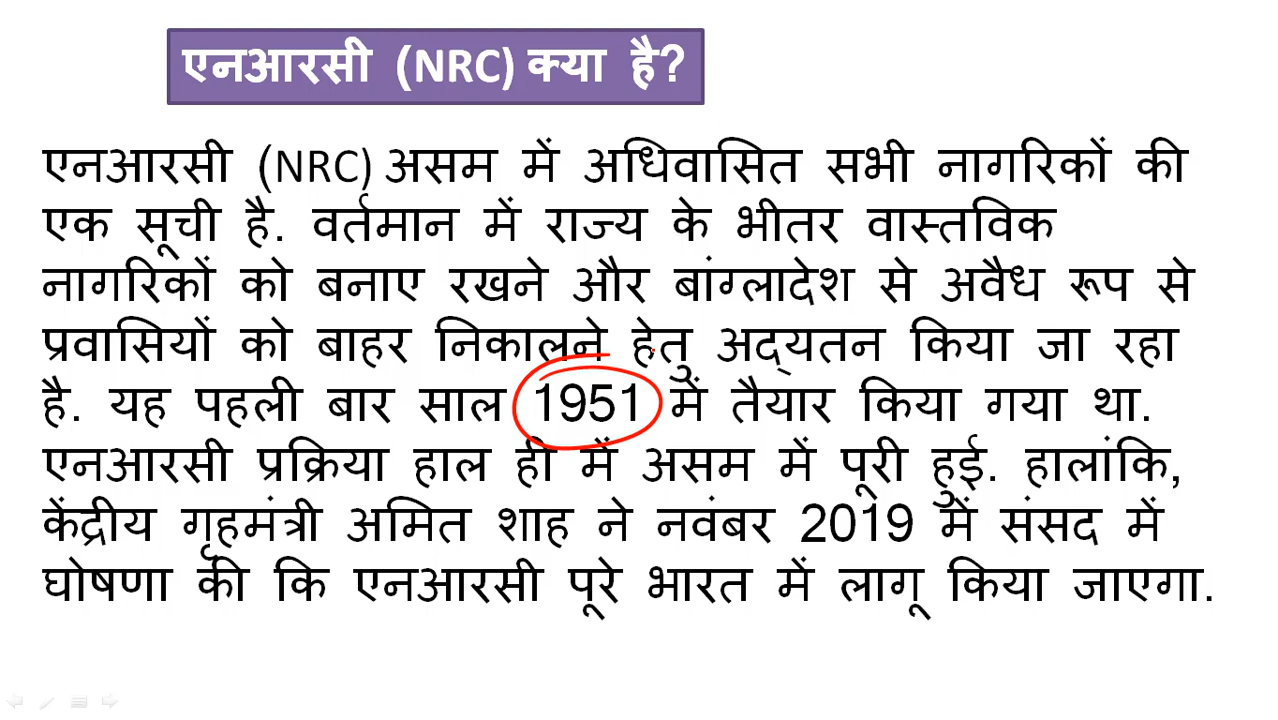 एनआरसी (NRC) क्या है?
एनआरसी (NRC) असम में अधिवासित सभी नागरिकों की
एक सूची है. वर्तमान में राज्य के भीतर वास्तविक
नागरिकों को बनाए रखने और बांग्लादेश से अवैध रूप से
प्रवासियों को बाहर निकालने हेतु अद्यतन किया जा रहा
है. यह पहली बार साल 1951 में तैयार किया गया था.
एनआरसी प्रक्रिया हाल ही में असम में पूरी हुई. हालांकि,
केंद्रीय गृहमंत्री अमित शाह ने नवंबर 2019 में संसद में
घोषणा की कि एनआरसी पूरे भारत में लागू किया जाएगा.